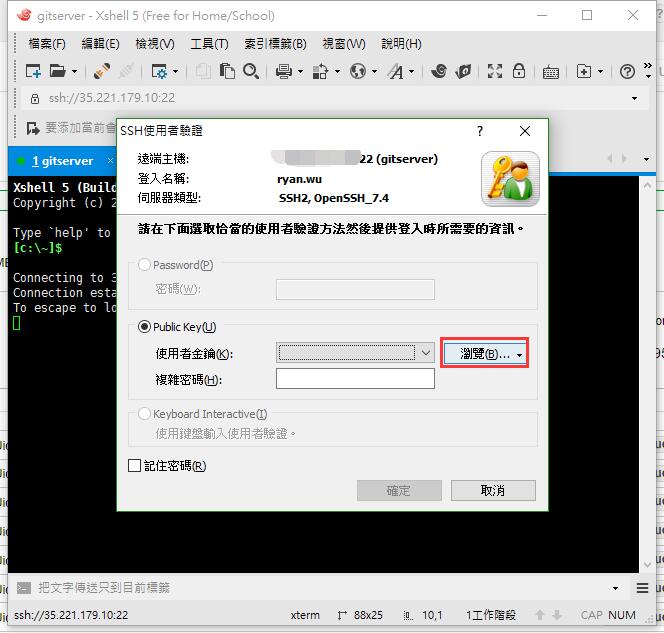 gitserver - Xshell 5 (Free for Home/School)
檔案(F) 編輯(E) 檢視(V) 工具(T) 索引標籤(B) 視窗(W) 說明(H)
ssh://35.221.179.10:22
要添加當前會
1 gitserver
Xshell 5 (Build
Copyright (c) 2
Type `help' to
[c:\~]$
Connecting to 3
Connection esta
To escape to lo
SSH使用者驗證
遠端主機: 22 (gitserver)
登入名稱: ryan.wu
伺服器類型: SSH2, OpenSSH_7.4
請在下面選取恰當的使用者驗證方法然後提供登入時所需要的資訊。
Password(P)
密碼(W):
Public Key(U)
使用者金鑰(K): 瀏覽(B)...
複雜密碼(H):
Keyboard Interactive(I)
使用鍵盤輸入使用者驗證。
記住密碼(R)
確定 取消
把文字傳送只到目前標籤
ssh://35.221.179.10:22 xterm 88x25 10,1 1工作階段 CAP NUM